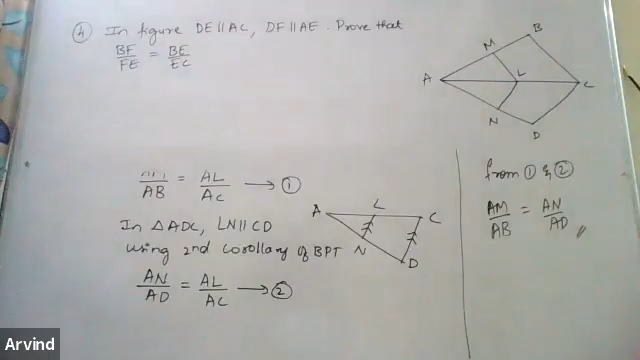 ④ In figure DE∥AC, DF∥AE. Prove that
BF/FE = BE/EC
B
M
A
L
C
N
D
/AB = AL/AC → ①
In △ADC, LN∥CD
using 2nd corollary of BPT
AN/AD = AL/AC → ②
A
L
C
N
D
from ① & ②
AM/AB = AN/AD
Arvind